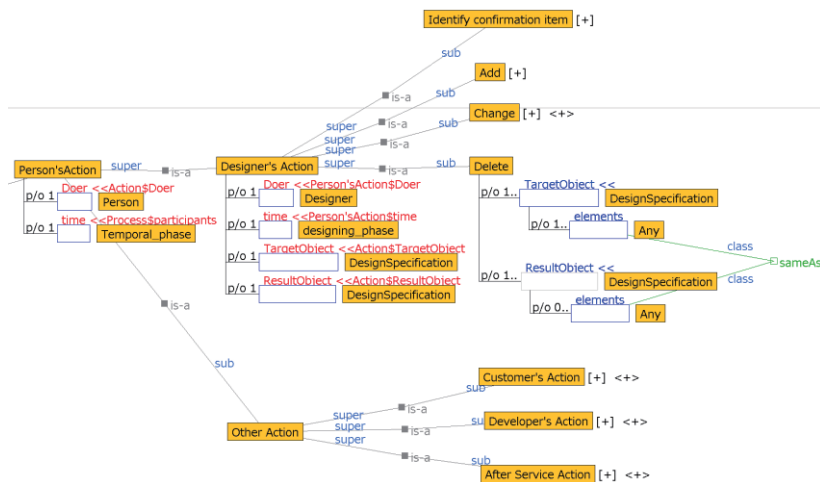 Identify confirmation item [+]
sub
Add [+]
is-a
sub
Change [+] <+>
is-a
sub
super
super
is-a
super
Person'sAction super is-a Designer's Action super is-a sub Delete
Doer <<Action$Doer
p/o 1 Person
time <<Process$participants
p/o 1 Temporal_phase
Doer <<Person'sAction$Doer
p/o 1 Designer
time <<Person'sAction$time
p/o 1 designing_phase
TargetObject <<Action$TargetObject
p/o 1 DesignSpecification
ResultObject <<Action$ResultObject
p/o 1 DesignSpecification
TargetObject <<
p/o 1.. DesignSpecification
elements
p/o 1.. Any
class
sameAs
ResultObject <<
p/o 1.. DesignSpecification
class
elements
p/o 0.. Any
is-a
sub
Customer's Action [+] <+>
sub
is-a
super
Other Action super is-a su Developer's Action [+] <+>
super
is-a
sub
After Service Action [+] <+>